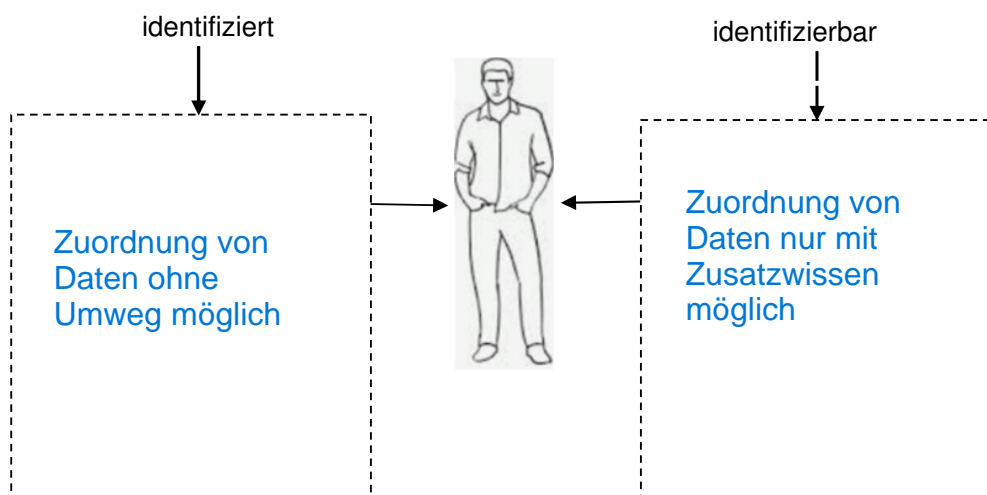 identifiziert
identifizierbar
Zuordnung von
Daten ohne
Umweg möglich
Zuordnung von
Daten nur mit
Zusatzwissen
möglich